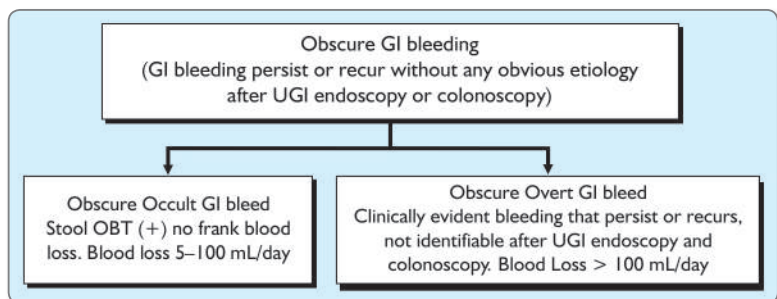 Obscure GI bleeding
(GI bleeding persist or recur without any obvious etiology
after UGI endoscopy or colonoscopy)
Obscure Occult GI bleed
Stool OBT (+) no frank blood
loss. Blood loss 5–100 mL/day
Obscure Overt GI bleed
Clinically evident bleeding that persist or recurs,
not identifiable after UGI endoscopy and
colonoscopy. Blood Loss > 100 mL/day